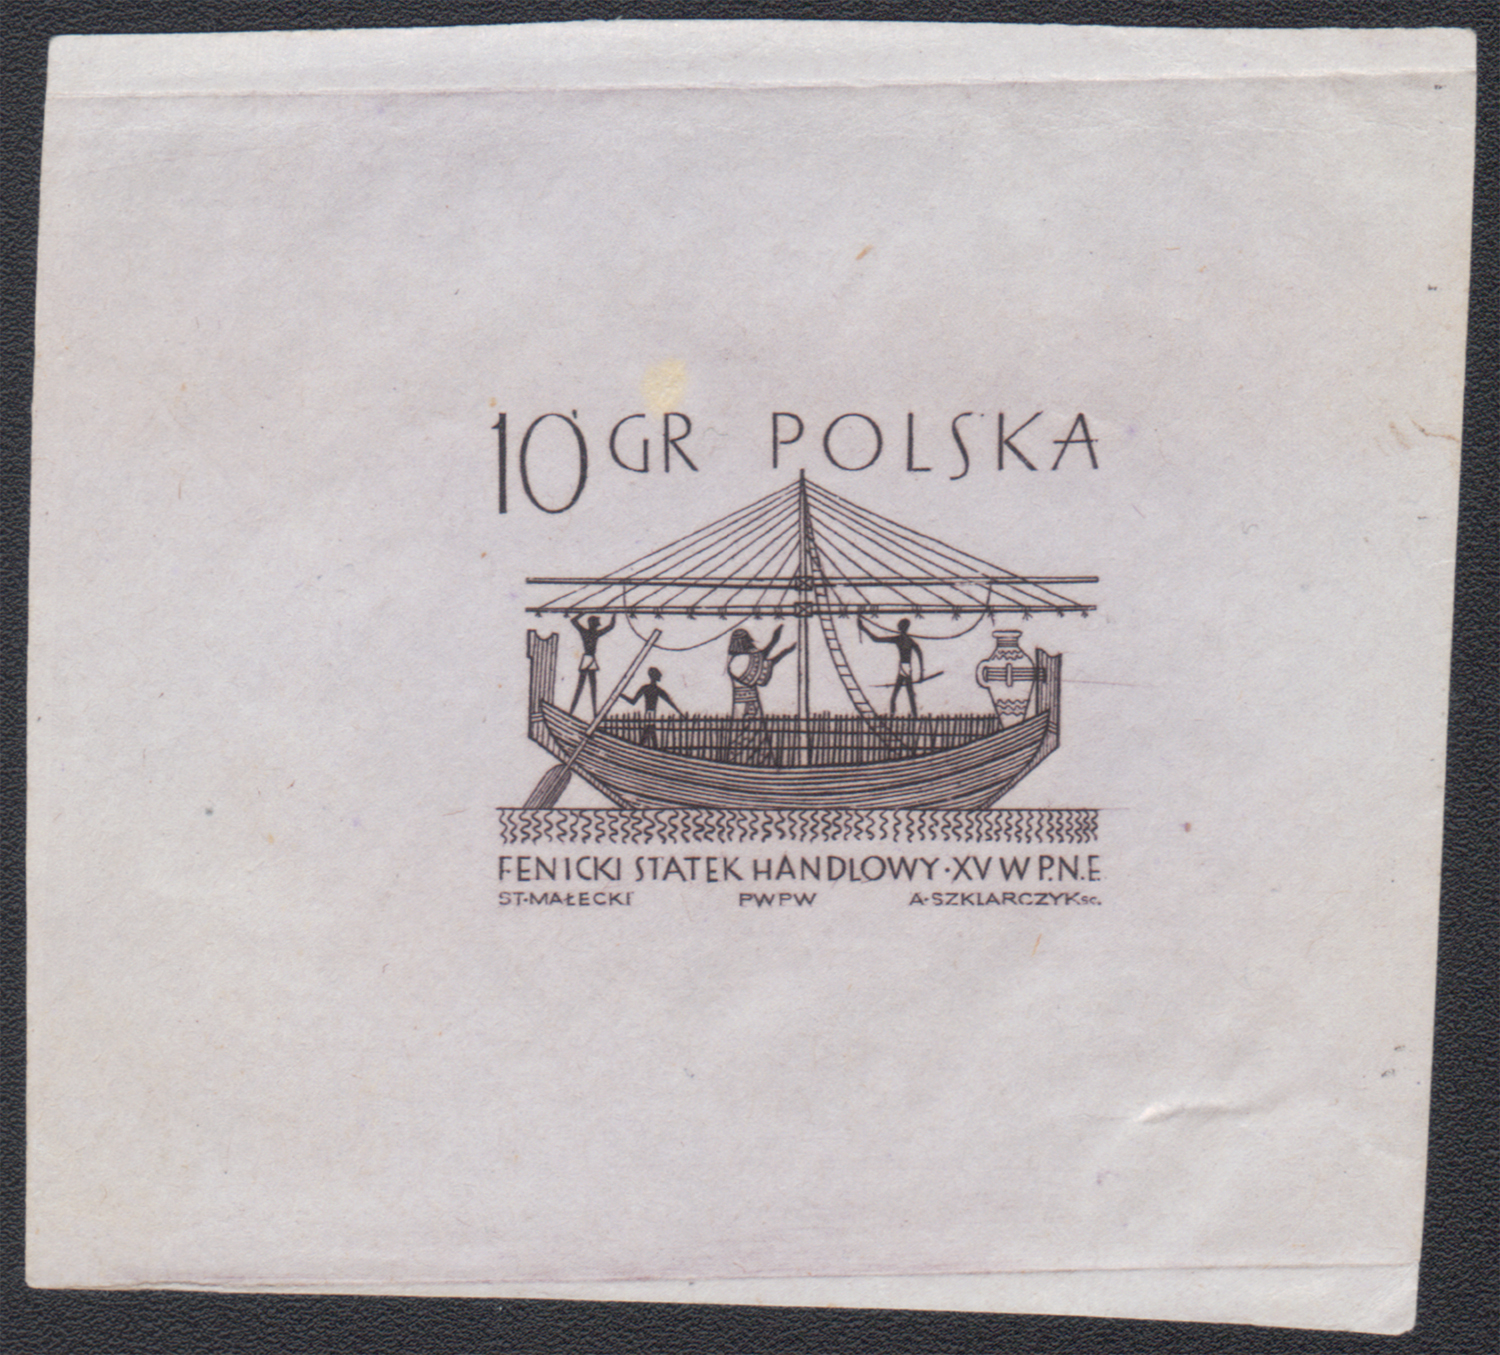 10 GR POLSKA
FENICKI STATEK HANDLOWY·XV W P.N.E.
ST·MAŁECKI PWPW A·SZKLARCZYK sc.